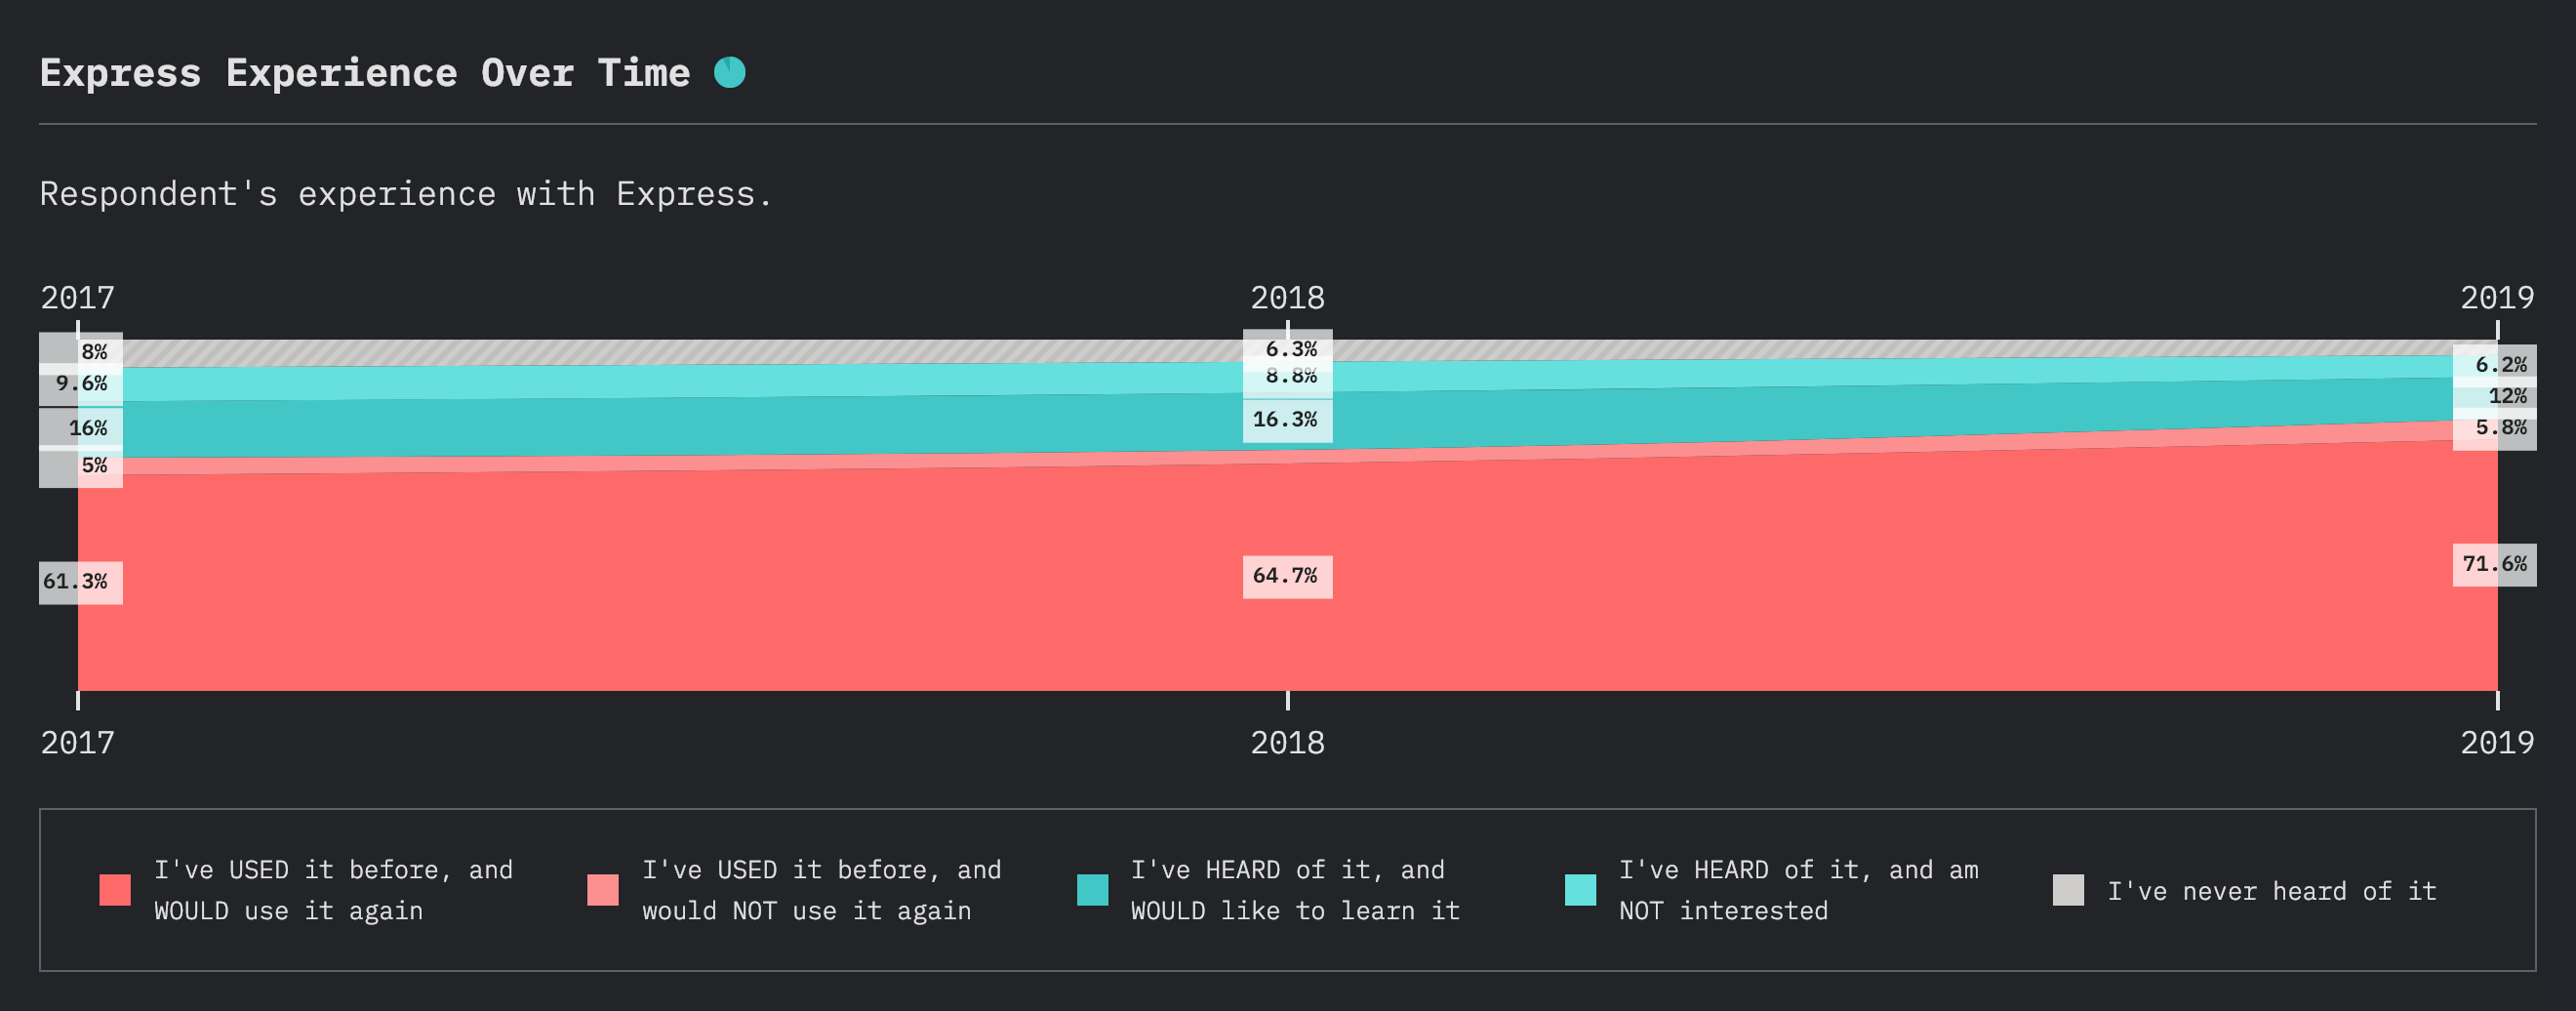 Express Experience Over Time
Respondent's experience with Express.
2017 2018 2019
8%
9.6%
16%
5%
61.3%
6.3%
8.8%
16.3%
64.7%
6.2%
12%
5.8%
71.6%
2017 2018 2019
I've USED it before, and
WOULD use it again
I've USED it before, and
would NOT use it again
I've HEARD of it, and
WOULD like to learn it
I've HEARD of it, and am
NOT interested
I've never heard of it